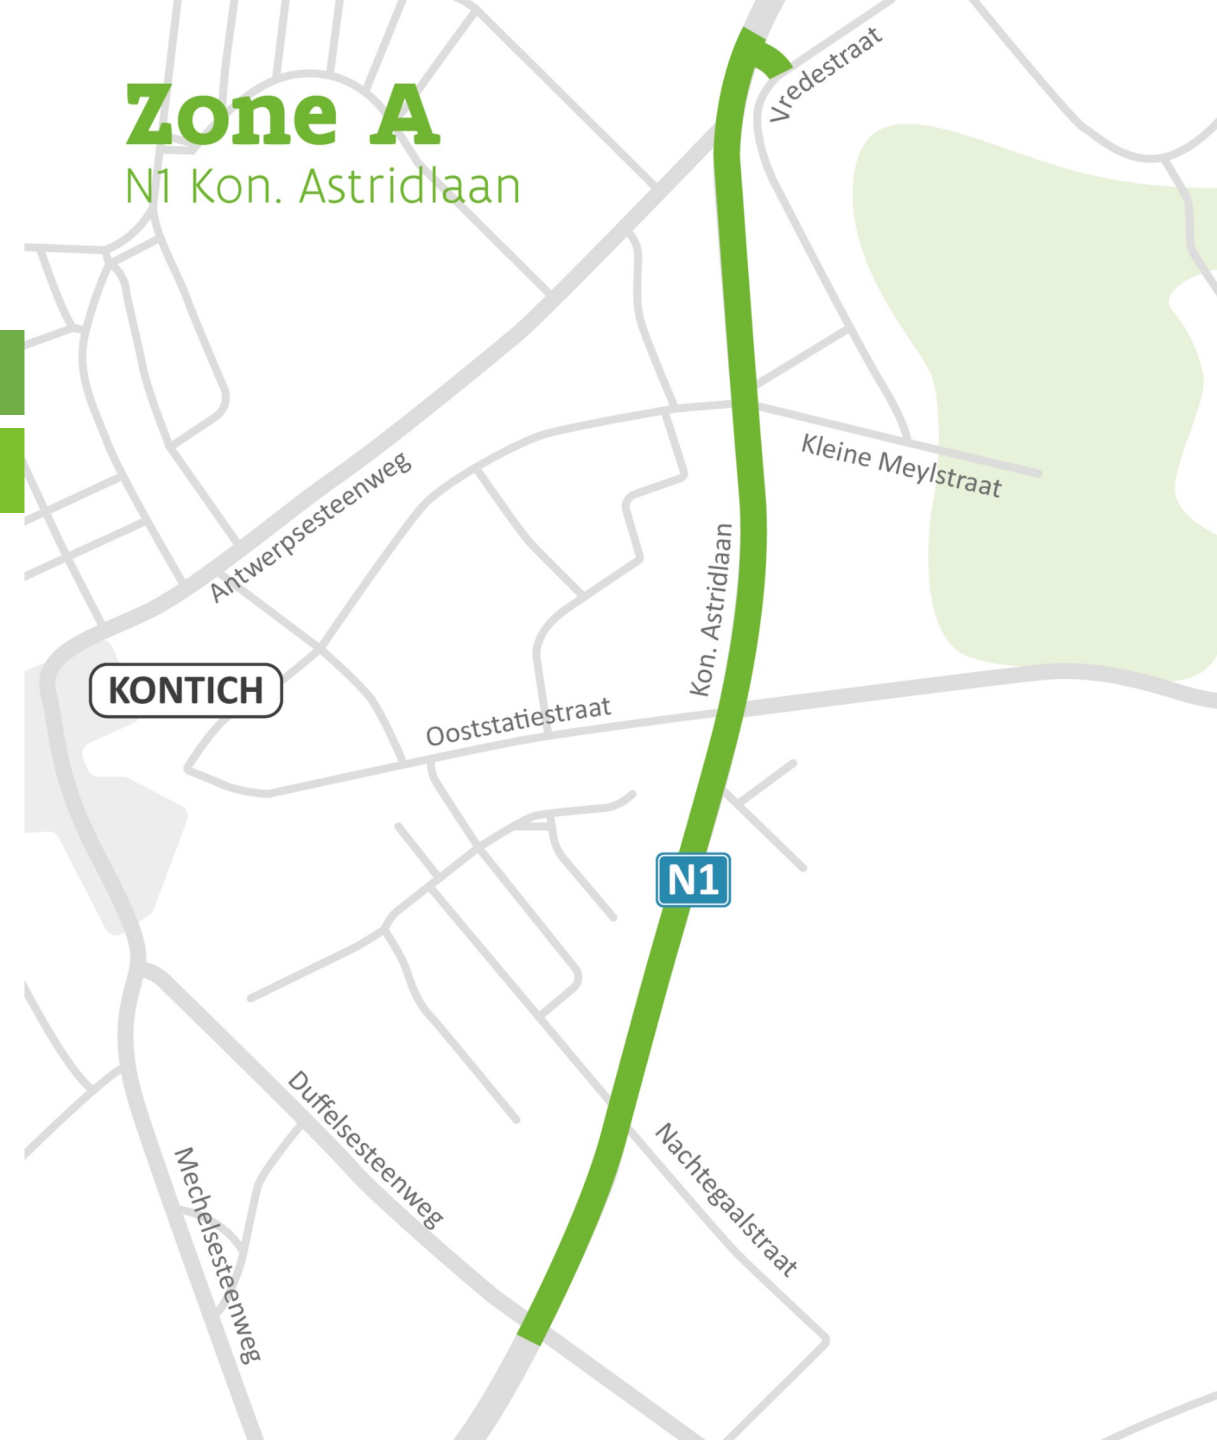 Zone A
N1 Kon. Astridlaan
Vredestraat
Kleine Meylstraat
Antwerpsesteenweg
Kon. Astridlaan
KONTICH
Ooststatiestraat
N1
Duffelsesteenweg
Nachtegaalstraat
Mechelsesteenweg